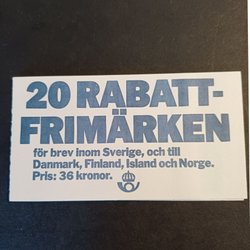 20 RABATT-
FRIMÄRKEN
för brev inom Sverige, och till
Danmark, Finland, Island och Norge.
Pris: 36 kronor.